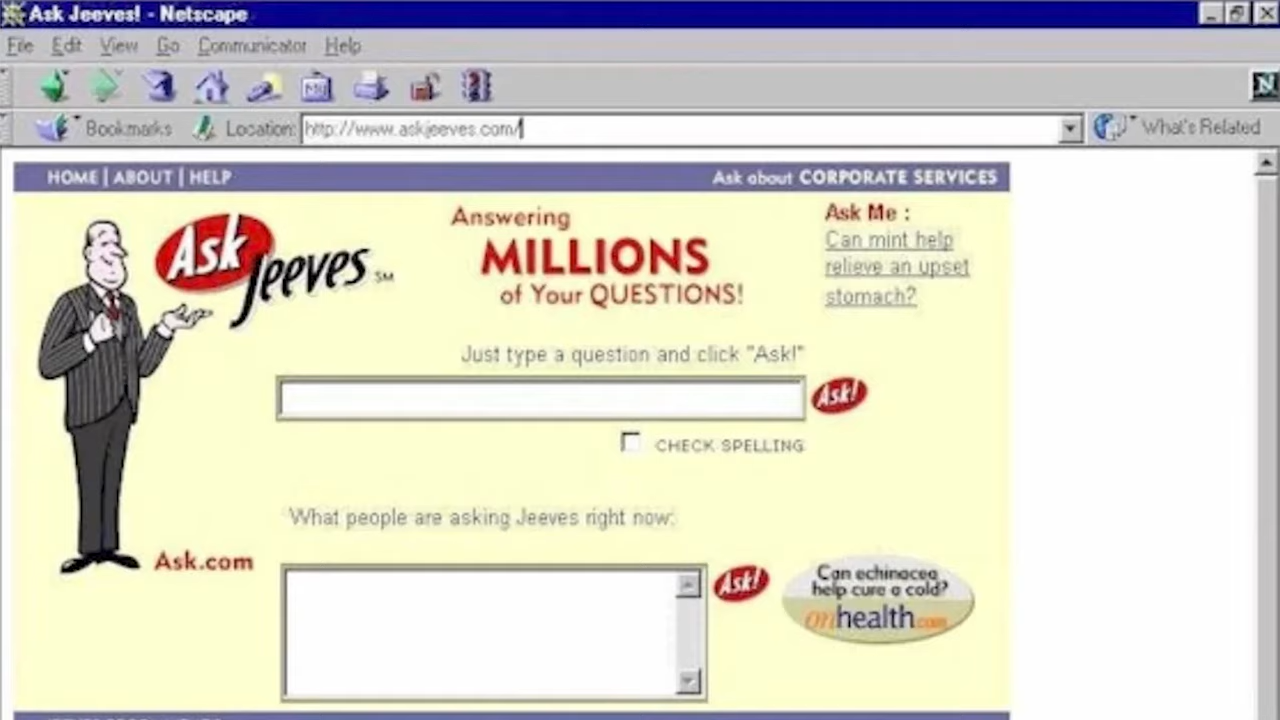 Ask Jeeves! - Netscape
File Edit View Go Communicator Help
N
Bookmarks Location: http://www.askjeeves.com/ What's Related
HOME | ABOUT | HELP
Ask about CORPORATE SERVICES
Ask Jeeves SM
Answering
MILLIONS
of Your QUESTIONS!
Ask Me :
Can mint help
relieve an upset
stomach?
Just type a question and click "Ask!"
Ask!
CHECK SPELLING
What people are asking Jeeves right now:
Ask.com
Ask!
Can echinacea
help cure a cold?
onhealth.com